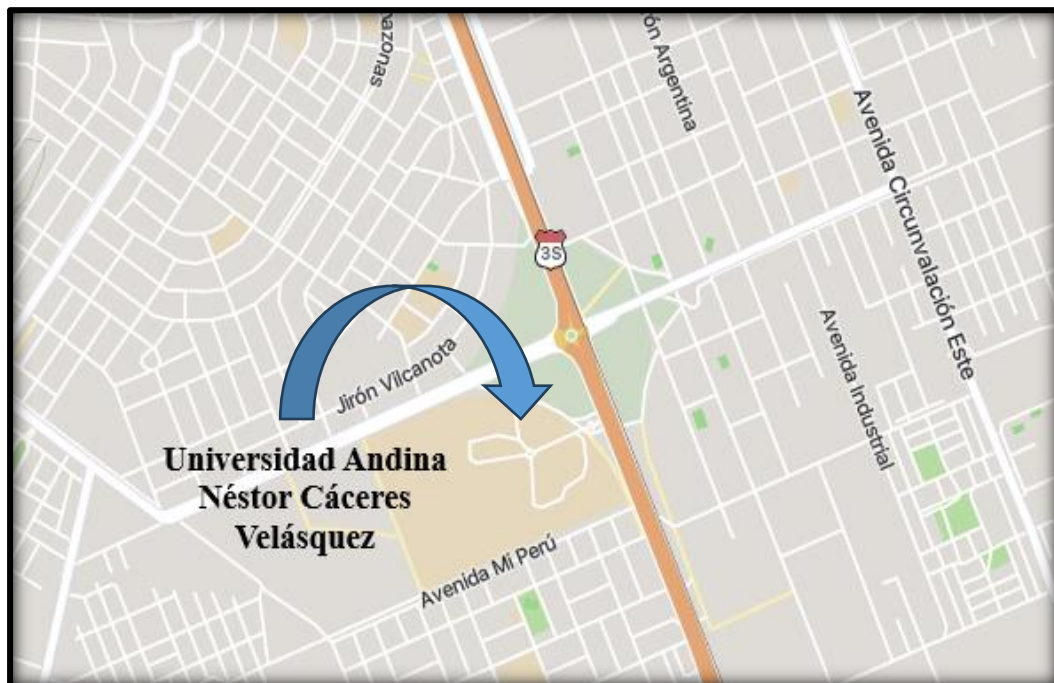 azonas
ón Argentina
Avenida Circunvalación Este
3S
Avenida Industrial
Jirón Vilcanota
Universidad Andina
Néstor Cáceres
Velásquez
Avenida Mi Perú